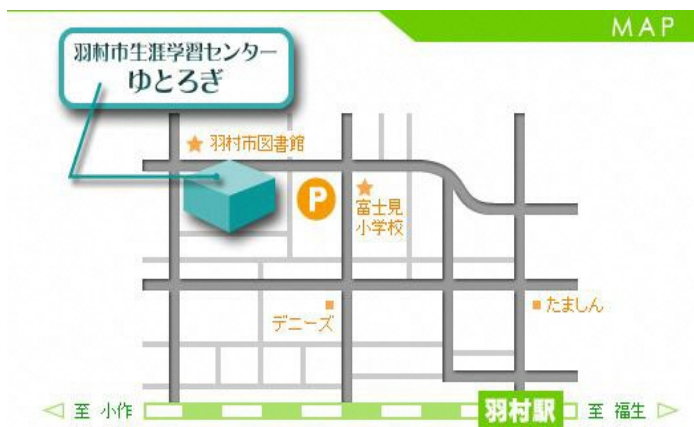 MAP
羽村市生涯学習センター
ゆとろぎ
羽村市図書館
P
富士見
小学校
デニーズ
たましん
至 小作
羽村駅
至 福生